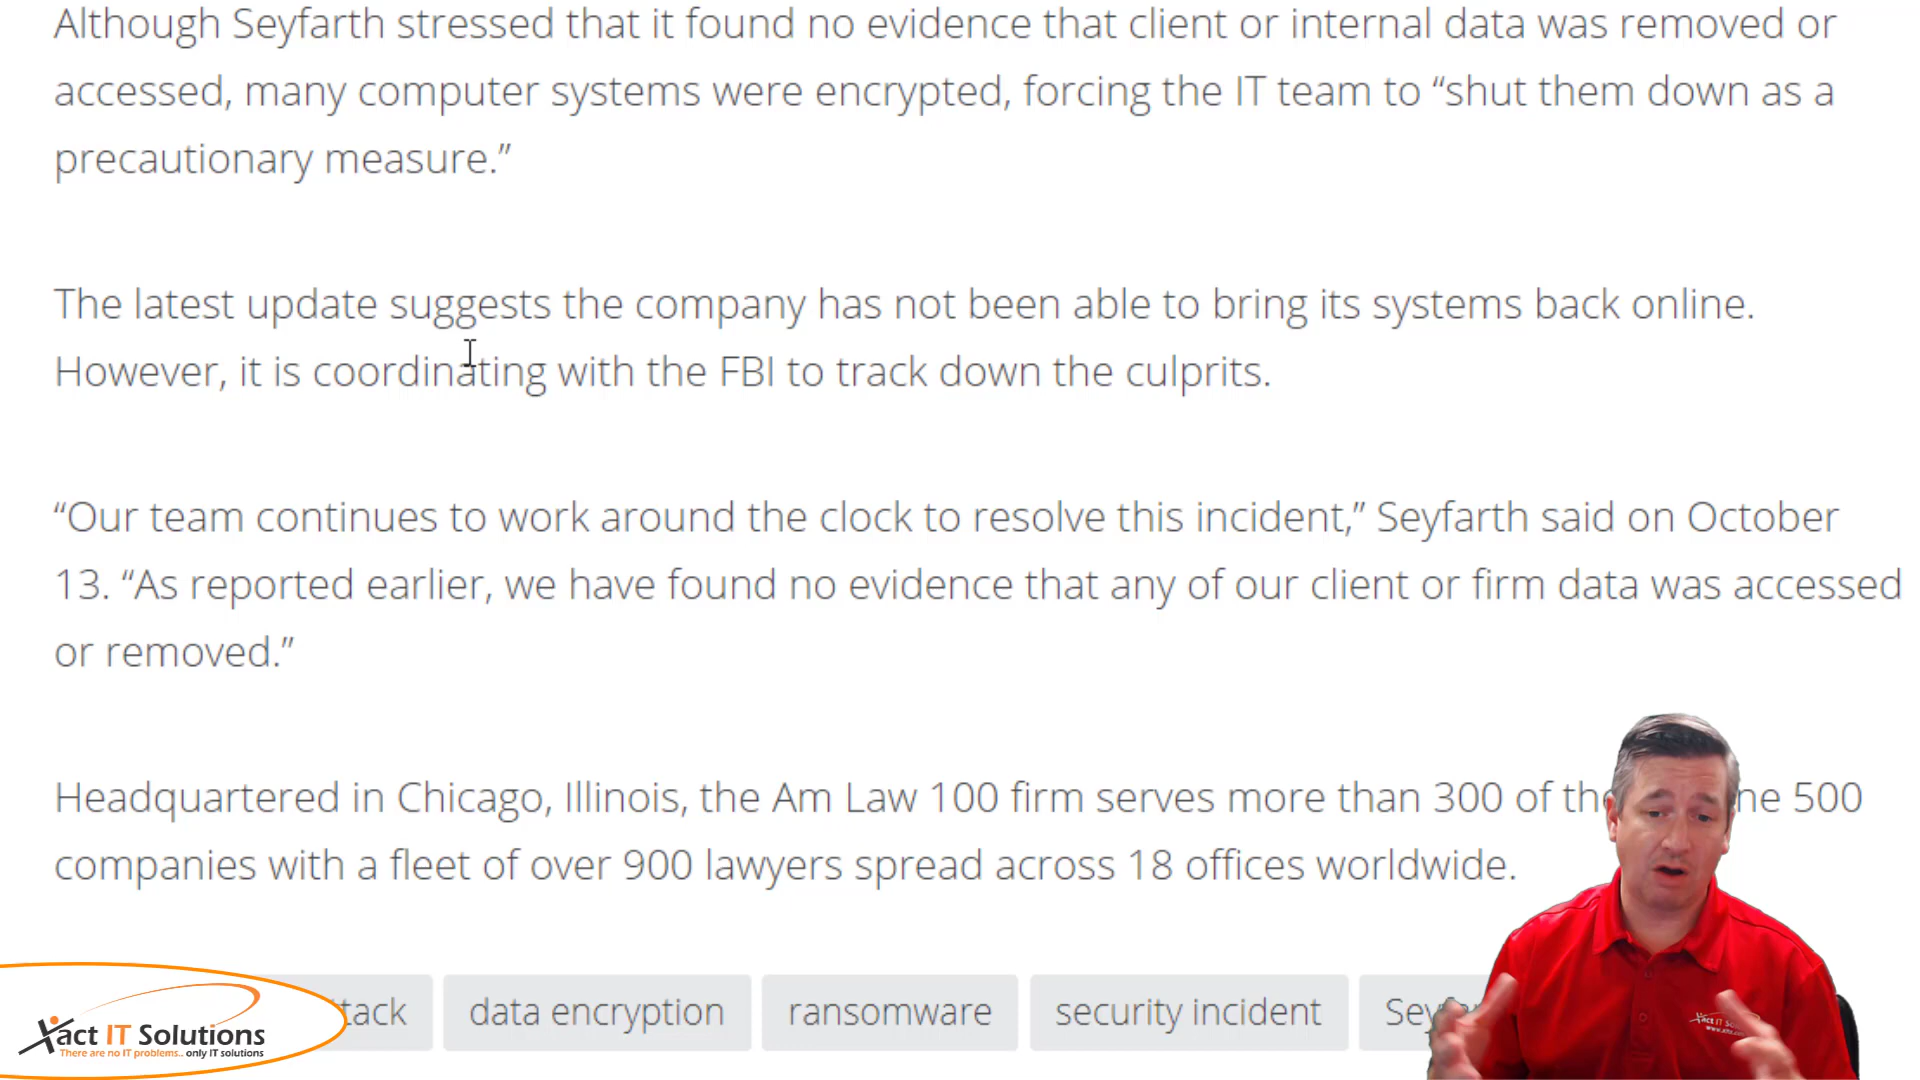 Although Seyfarth stressed that it found no evidence that client or internal data was removed or
accessed, many computer systems were encrypted, forcing the IT team to “shut them down as a
precautionary measure.”
The latest update suggests the company has not been able to bring its systems back online.
However, it is coordinating with the FBI to track down the culprits.
“Our team continues to work around the clock to resolve this incident,” Seyfarth said on October
13. “As reported earlier, we have found no evidence that any of our client or firm data was accessed
or removed.”
Headquartered in Chicago, Illinois, the Am Law 100 firm serves more than 300 of the 500
companies with a fleet of over 900 lawyers spread across 18 offices worldwide.
data encryption ransomware security incident
Xact IT Solutions
There are no IT problems.. only IT solutions